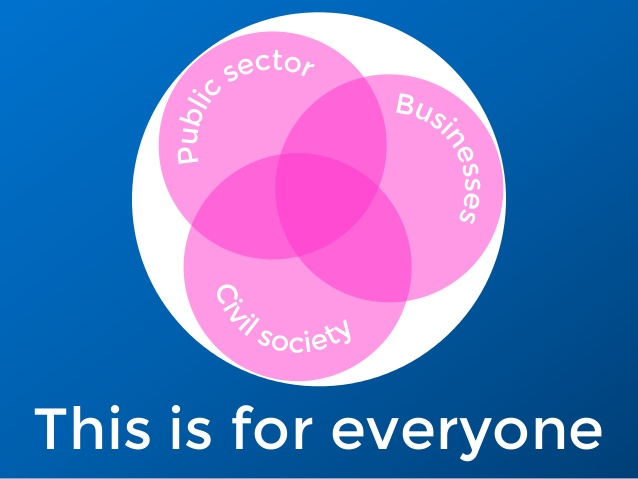 Public sector
Businesses
Civil society
This is for everyone